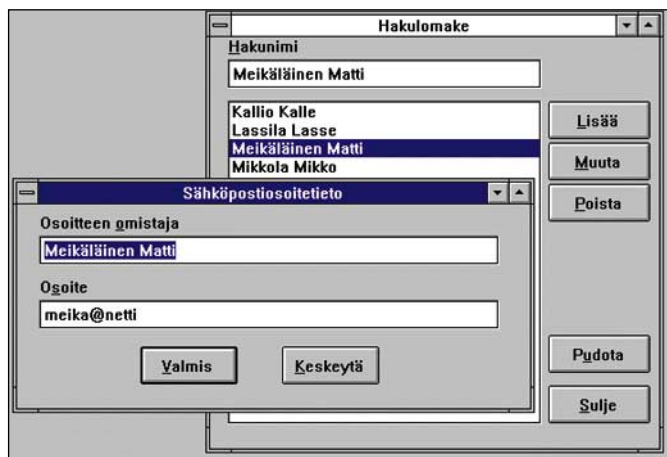 Hakulomake
Hakunimi
Meikäläinen Matti
Kallio Kalle
Lassila Lasse
Meikäläinen Matti
Mikkola Mikko
Lisää
Muuta
Poista
Pudota
Sulje
Sähköpostiosoitetieto
Osoitteen omistaja
Meikäläinen Matti
Osoite
meika@netti
Valmis
Keskeytä